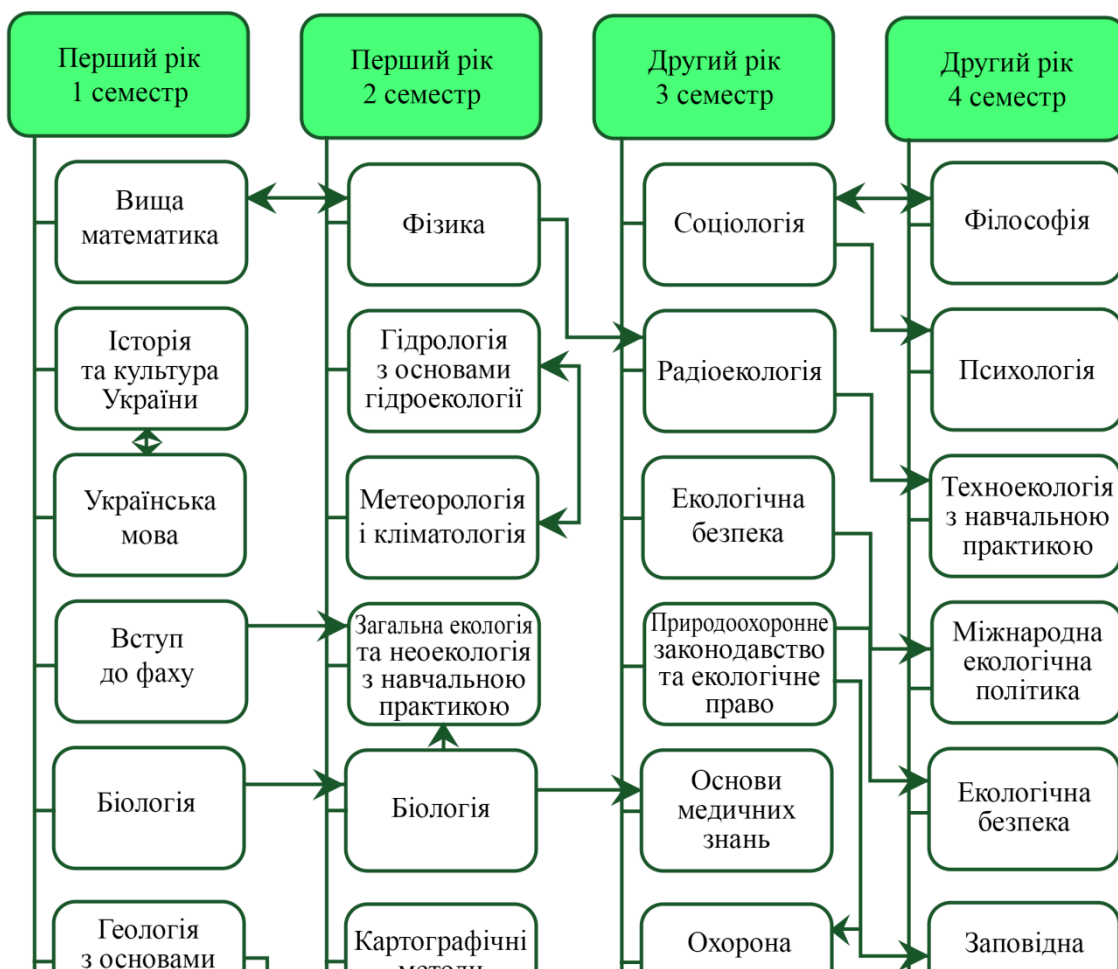 Перший рік
1 семестр
Перший рік
2 семестр
Другий рік
3 семестр
Другий рік
4 семестр
Вища
математика
Фізика
Соціологія
Філософія
Історія
та культура
України
Гідрологія
з основами
гідроекології
Радіоекологія
Психологія
Українська
мова
Метеорологія
і кліматологія
Екологічна
безпека
Техноекологія
з навчальною
практикою
Вступ
до фаху
Загальна екологія
та неоекологія
з навчальною
практикою
Природоохоронне
законодавство
та екологічне
право
Міжнародна
екологічна
політика
Біологія
Біологія
Основи
медичних
знань
Екологічна
безпека
Геологія
з основами
Картографічні
методи
Охорона
Заповідна